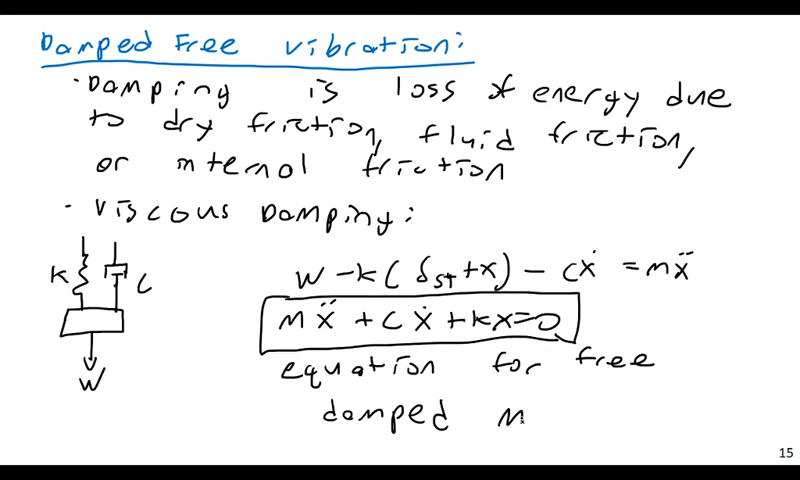 Damped Free vibration:
· Damping is loss of energy due
to dry friction, fluid friction,
or internal friction
· Viscous Damping:
K C
W - k(δst + x) - cẋ = mẍ
mẍ + cẋ + kx = 0
W
equation for free
damped m
15